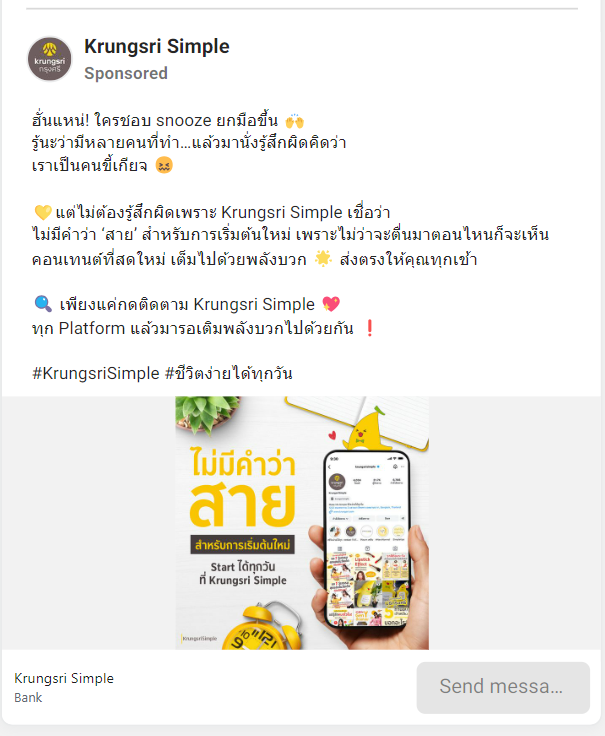 Krungsri Simple
Sponsored
krungsri
กรุงศรี
ฮั่นแหน่! ใครชอบ snooze ยกมือขึ้น 🙌
รู้นะว่ามีหลายคนที่ทำ...แล้วมานั่งรู้สึกผิดคิดว่า
เราเป็นคนขี้เกียจ 😖
💛 แต่ไม่ต้องรู้สึกผิดเพราะ Krungsri Simple เชื่อว่า
ไม่มีคำว่า ‘สาย’ สำหรับการเริ่มต้นใหม่ เพราะไม่ว่าจะตื่นมาตอนไหนก็จะเห็น
คอนเทนต์ที่สดใหม่ เต็มไปด้วยพลังบวก 🌟 ส่งตรงให้คุณทุกเช้า
🔍 เพียงแค่กดติดตาม Krungsri Simple 💖
ทุก Platform แล้วมารอเติมพลังบวกไปด้วยกัน ❗
#KrungsriSimple #ชีวิตง่ายได้ทุกวัน
ไม่มีคำว่า
สาย
สำหรับการเริ่มต้นใหม่
Start ได้ทุกวัน
ที่ Krungsri Simple
KrungsriSimple
Krungsri Simple
Bank
Send messa...